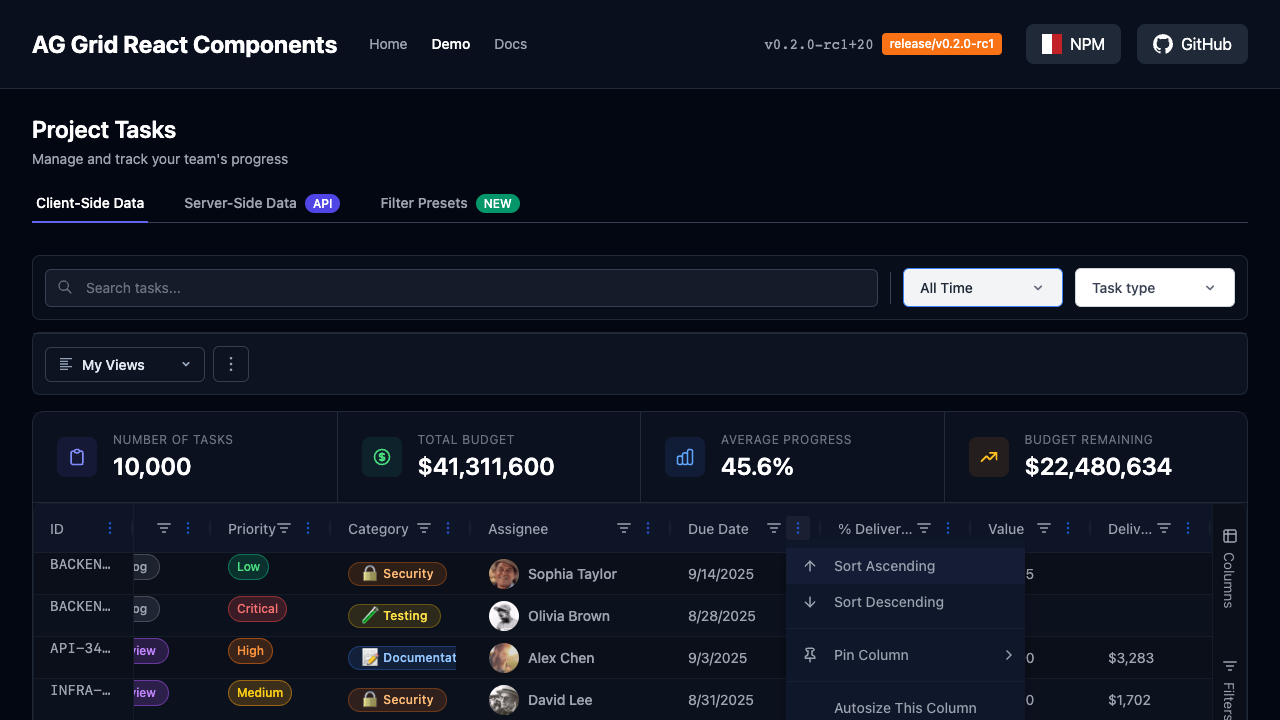 AG Grid React Components
Home
Demo
Docs
v0.2.0-rc1+20
release/v0.2.0-rc1
NPM
GitHub
Project Tasks
Manage and track your team's progress
Client-Side Data
Server-Side Data API
Filter Presets NEW
Search tasks...
All Time
Task type
My Views
NUMBER OF TASKS
10,000
TOTAL BUDGET
$41,311,600
AVERAGE PROGRESS
45.6%
BUDGET REMAINING
$22,480,634
ID Priority Category Assignee Due Date % Deliver... Value Deliv...
BACKEN... og Low Security Sophia Taylor 9/14/2025 5
BACKEN... og Critical Testing Olivia Brown 8/28/2025
API-34... iew High Documentat Alex Chen 9/3/2025 0 $3,283
INFRA-... iew Medium Security David Lee 8/31/2025 0 $1,702
Sort Ascending
Sort Descending
Pin Column
Autosize This Column
Columns
Filters